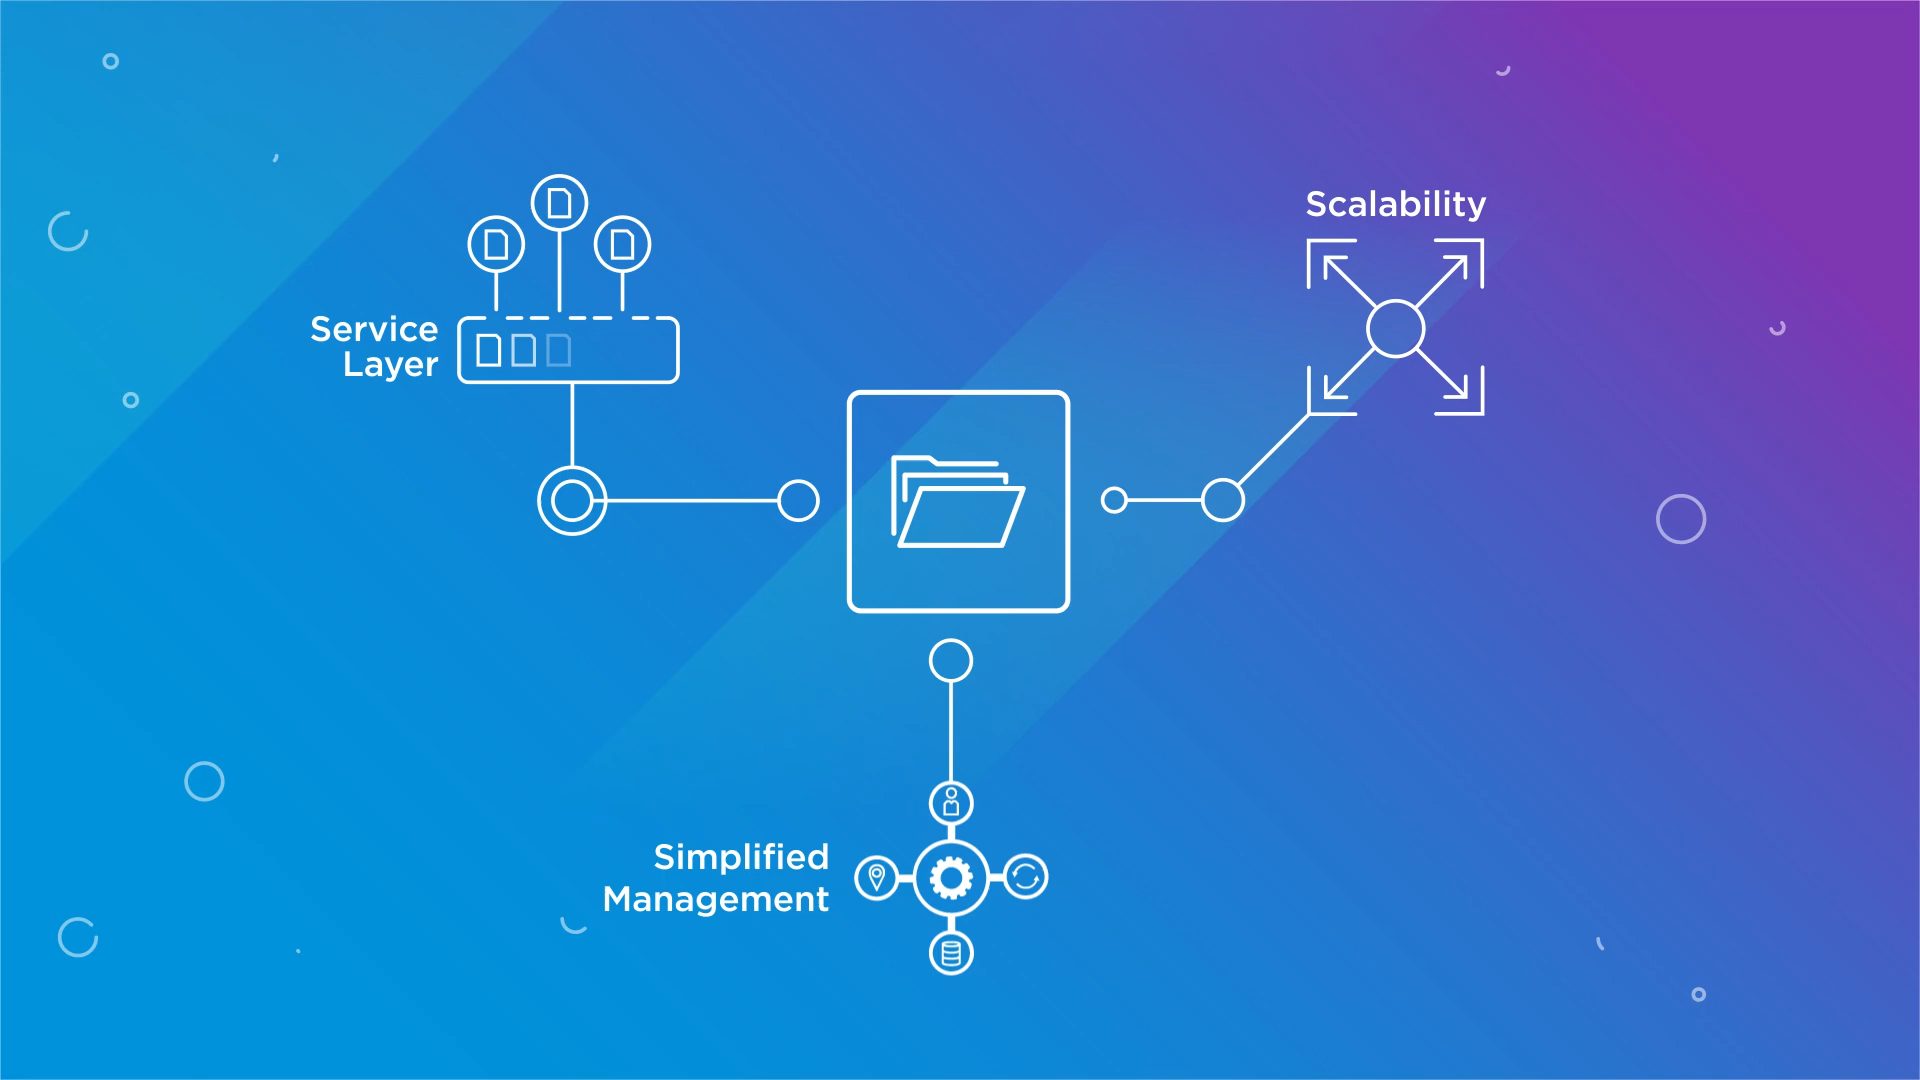 Scalability
Service
Layer
Simplified
Management